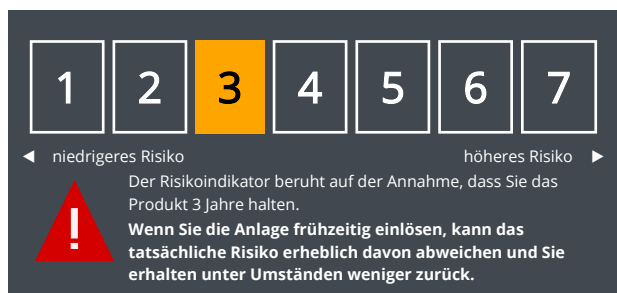 1 2 3 4 5 6 7
◄ niedrigeres Risiko höheres Risiko ►
Der Risikoindikator beruht auf der Annahme, dass Sie das
Produkt 3 Jahre halten.
!
Wenn Sie die Anlage frühzeitig einlösen, kann das
tatsächliche Risiko erheblich davon abweichen und Sie
erhalten unter Umständen weniger zurück.